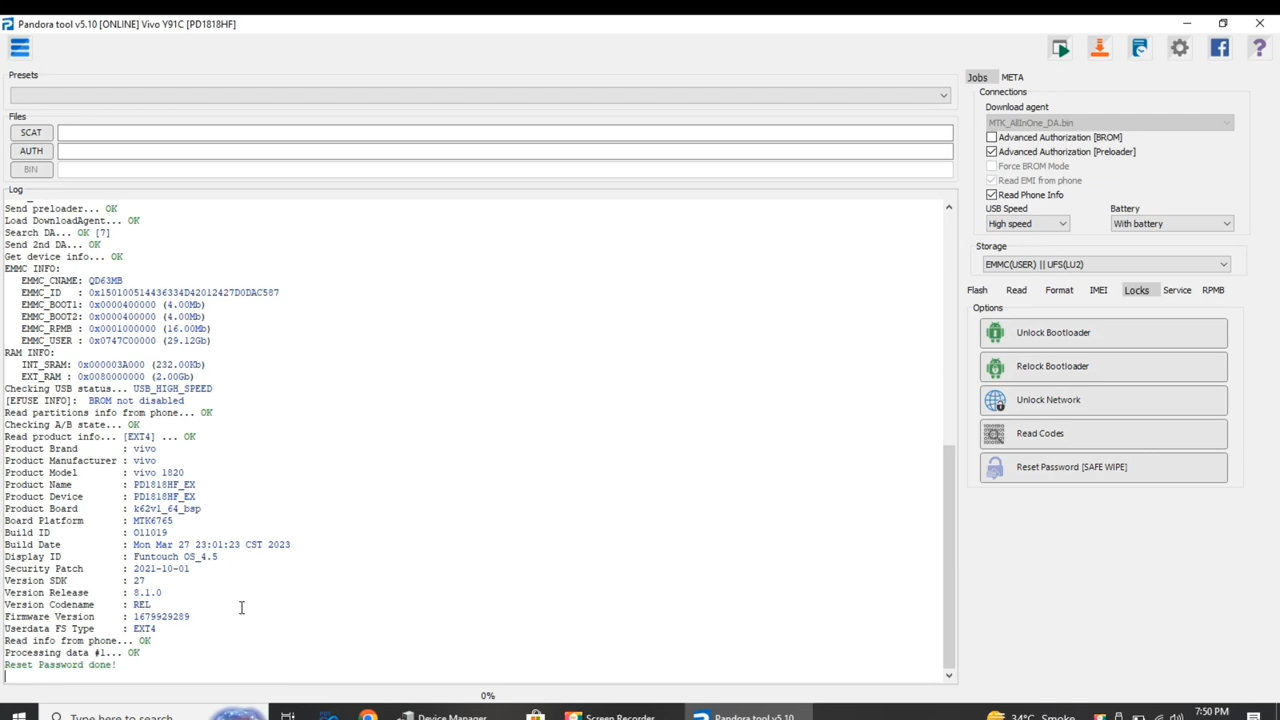 Pandora tool v5.10 [ONLINE] Vivo Y91C [PD1818HF]
Presets
Files
SCAT
AUTH
BIN
Log
Send preloader... OK
Load DownloadAgent... OK
Search DA... OK [7]
Send 2nd DA... OK
Get device info... OK
EMMC INFO:
EMMC_CNAME: QD63MB
EMMC_ID : 0x150100514436334D42012427D0DAC587
EMMC_BOOT1: 0x0000400000 (4.00Mb)
EMMC_BOOT2: 0x0000400000 (4.00Mb)
EMMC_RPMB : 0x0001000000 (16.00Mb)
EMMC_USER : 0x0747C00000 (29.12Gb)
RAM INFO:
INT_SRAM: 0x000003A000 (232.00Kb)
EXT_RAM : 0x0080000000 (2.00Gb)
Checking USB status... USB_HIGH_SPEED
[EFUSE INFO]: BROM not disabled
Read partitions info from phone... OK
Checking A/B state... OK
Read product info... [EXT4] ... OK
Product Brand : vivo
Product Manufacturer : vivo
Product Model : vivo 1820
Product Name : PD1818HF_EX
Product Device : PD1818HF_EX
Product Board : k62v1_64_bsp
Board Platform : MTK6765
Build ID : O11019
Build Date : Mon Mar 27 23:01:23 CST 2023
Display ID : Funtouch OS_4.5
Security Patch : 2021-10-01
Version SDK : 27
Version Release : 8.1.0
Version Codename : REL
Firmware Version : 1679929289
Userdata FS Type : EXT4
Read info from phone... OK
Processing data #1... OK
Reset Password done!
0%
Jobs META
Connections
Download agent
MTK_AllInOne_DA.bin
Advanced Authorization [BROM]
Advanced Authorization [Preloader]
Force BROM Mode
Read EMI from phone
Read Phone Info
USB Speed Battery
High speed With battery
Storage
EMMC(USER) || UFS(LU2)
Flash Read Format IMEI Locks Service RPMB
Options
Unlock Bootloader
Relock Bootloader
Unlock Network
Read Codes
Reset Password [SAFE WIPE]
Type here to search
Device Manager
Screen Recorder
Pandora tool v5.10
34°C Smoke
7:50 PM